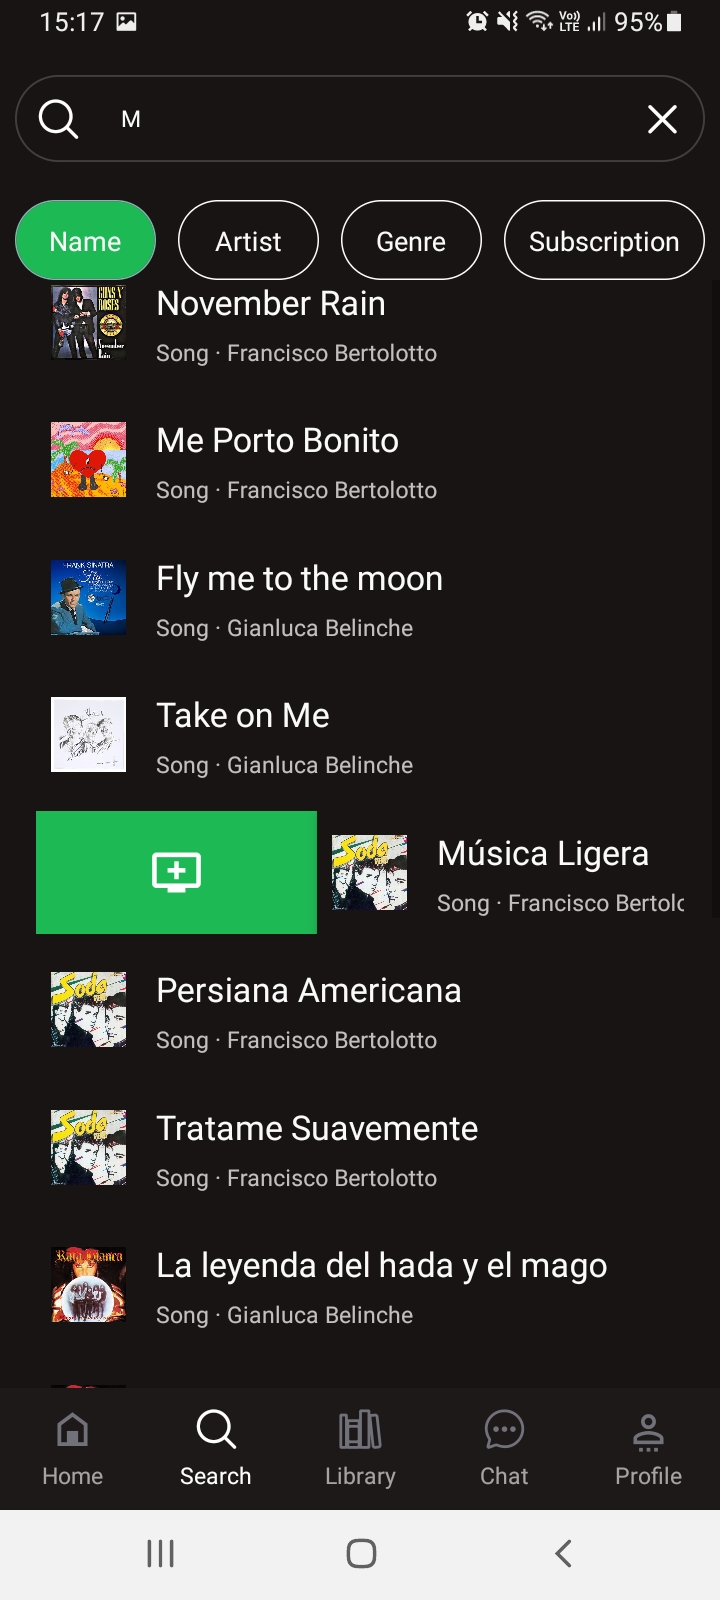 15:17 Vo)) LTE 95%
M
Name Artist Genre Subscription
GUNS N' ROSES
November Rain
November Rain
Song · Francisco Bertolotto
Me Porto Bonito
Song · Francisco Bertolotto
FRANK SINATRA
Fly
Fly me to the moon
Song · Gianluca Belinche
Take on Me
Song · Gianluca Belinche
Soda
Música Ligera
Song · Francisco Bertolo
Soda
Persiana Americana
Song · Francisco Bertolotto
Soda
Tratame Suavemente
Song · Francisco Bertolotto
Rata Blanca
La leyenda del hada y el mago
Song · Gianluca Belinche
Home Search Library Chat Profile